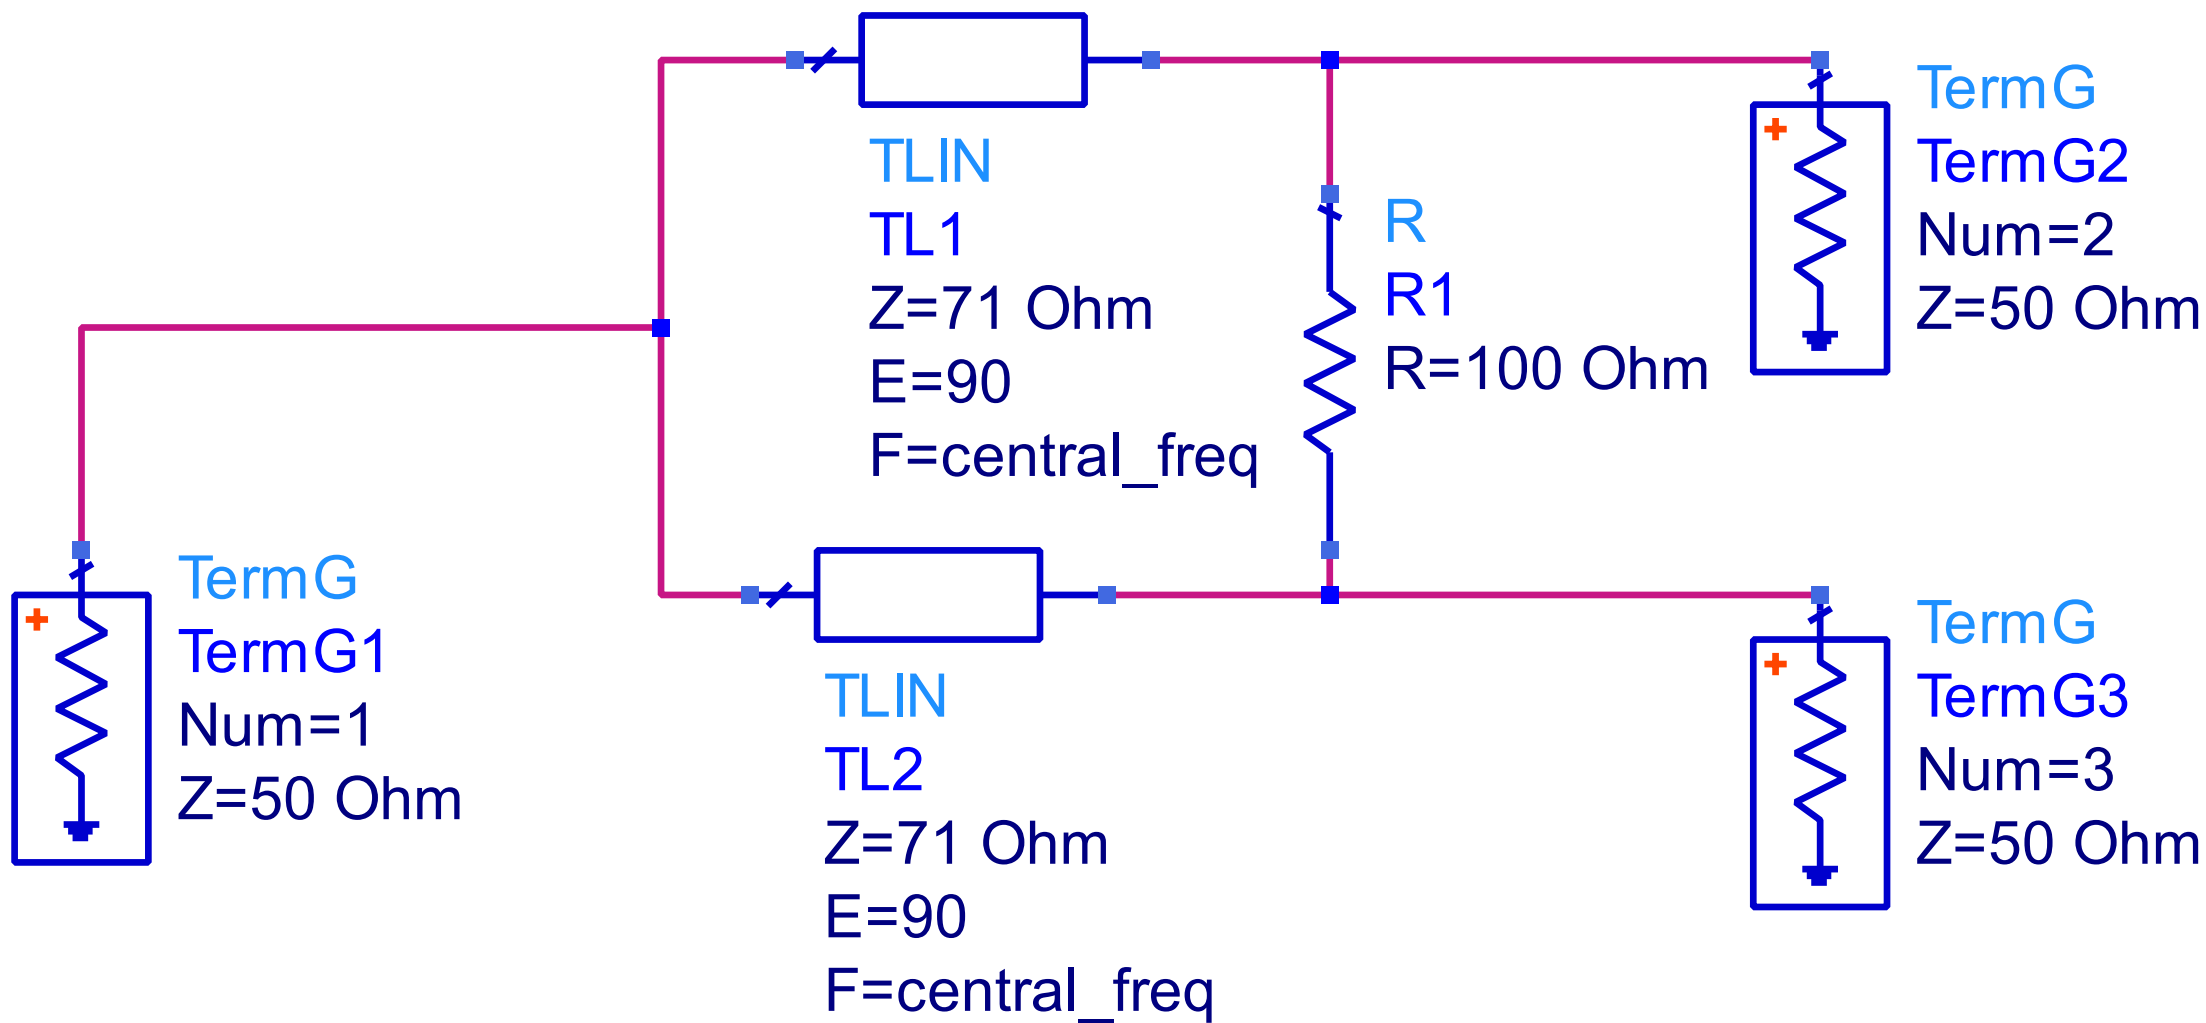 TLIN
TL1
Z=71 Ohm
E=90
F=central_freq
R
R1
R=100 Ohm
TermG
TermG2
Num=2
Z=50 Ohm
TermG
TermG1
Num=1
Z=50 Ohm
TLIN
TL2
Z=71 Ohm
E=90
F=central_freq
TermG
TermG3
Num=3
Z=50 Ohm